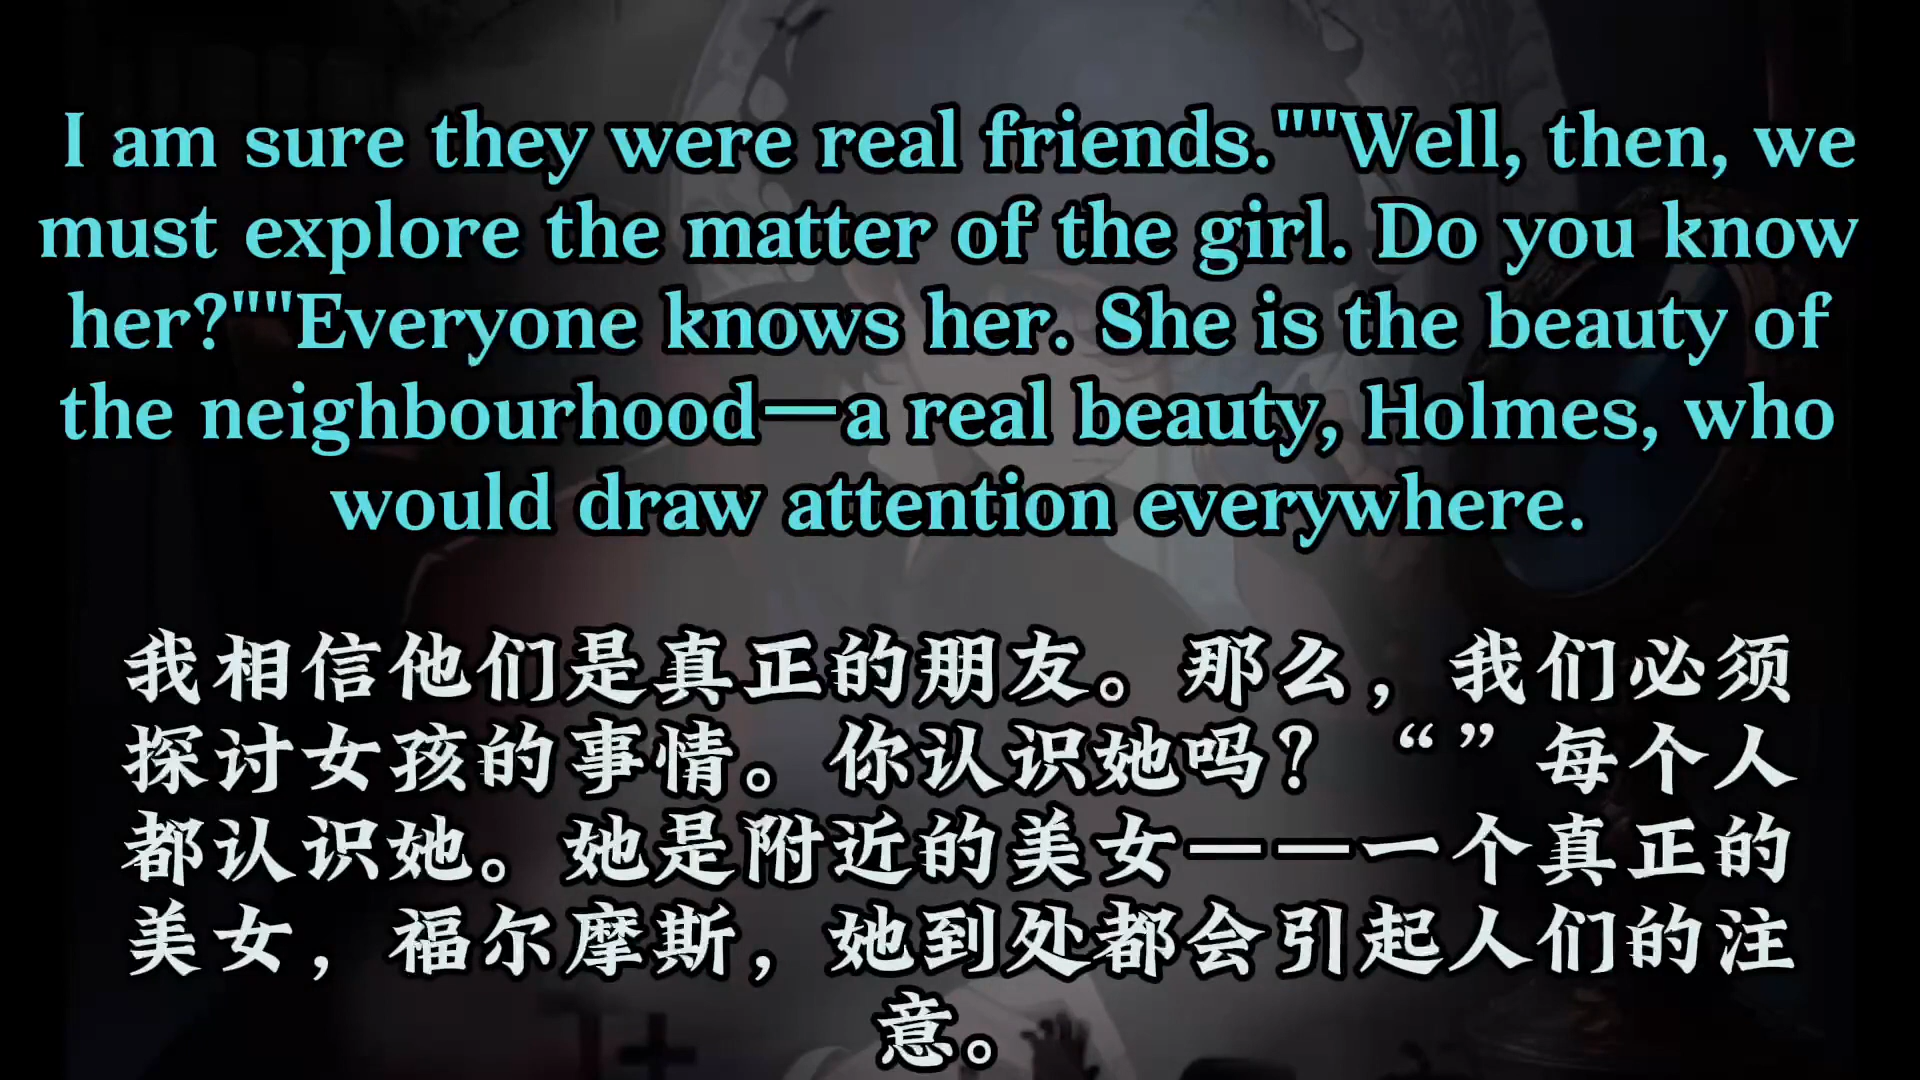 I am sure they were real friends.""Well, then, we
must explore the matter of the girl. Do you know
her?""Everyone knows her. She is the beauty of
the neighbourhood—a real beauty, Holmes, who
would draw attention everywhere.
我相信他们是真正的朋友。那么，我们必须
探讨女孩的事情。你认识她吗？“”每个人
都认识她。她是附近的美女——一个真正的
美女，福尔摩斯，她到处都会引起人们的注
意。